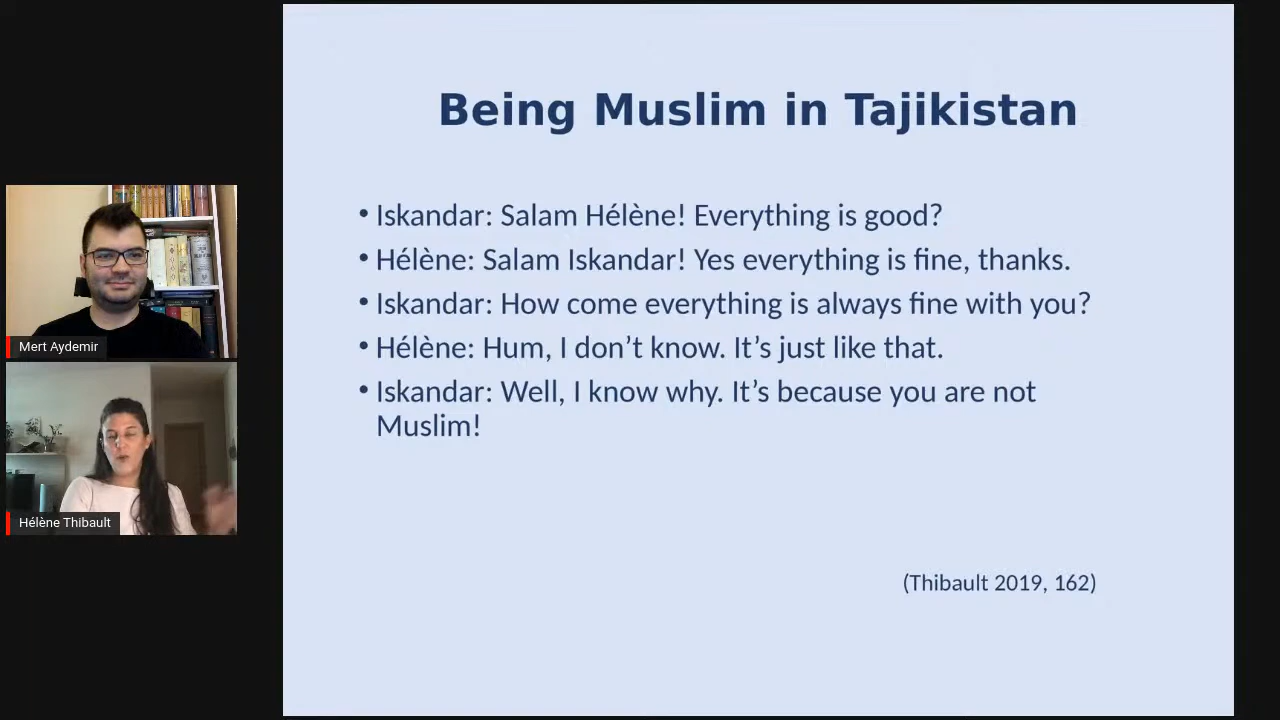 Being Muslim in Tajikistan
• Iskandar: Salam Hélène! Everything is good?
• Hélène: Salam Iskandar! Yes everything is fine, thanks.
• Iskandar: How come everything is always fine with you?
• Hélène: Hum, I don’t know. It’s just like that.
• Iskandar: Well, I know why. It’s because you are not
Muslim!
(Thibault 2019, 162)
Mert Aydemir
Hélène Thibault